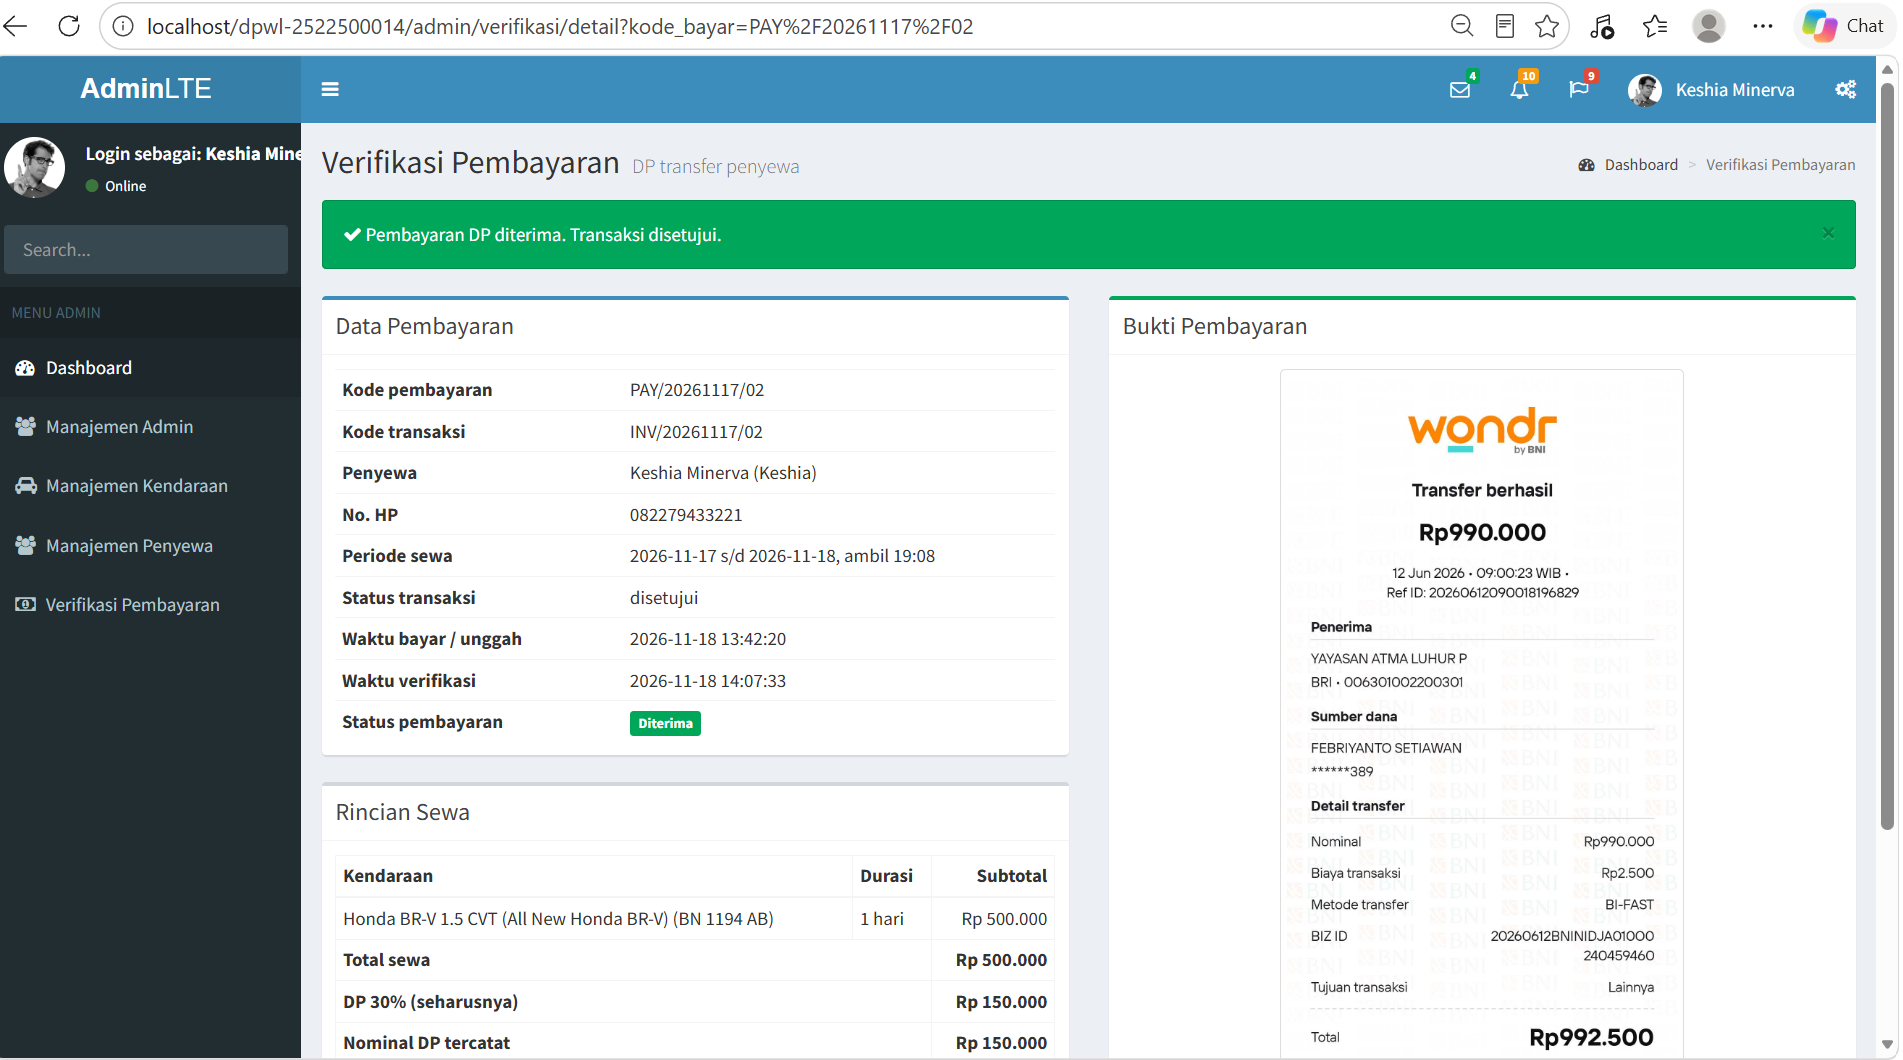 localhost/dpwl-2522500014/admin/verifikasi/detail?kode_bayar=PAY%2F20261117%2F02
Chat
AdminLTE
4
10
9
Keshia Minerva
Login sebagai: Keshia Mine
Online
Search...
MENU ADMIN
Dashboard
Manajemen Admin
Manajemen Kendaraan
Manajemen Penyewa
Verifikasi Pembayaran
Verifikasi Pembayaran DP transfer penyewa
Dashboard > Verifikasi Pembayaran
Pembayaran DP diterima. Transaksi disetujui.
×
Data Pembayaran
Kode pembayaran PAY/20261117/02
Kode transaksi INV/20261117/02
Penyewa Keshia Minerva (Keshia)
No. HP 082279433221
Periode sewa 2026-11-17 s/d 2026-11-18, ambil 19:08
Status transaksi disetujui
Waktu bayar / unggah 2026-11-18 13:42:20
Waktu verifikasi 2026-11-18 14:07:33
Status pembayaran Diterima
Rincian Sewa
Kendaraan Durasi Subtotal
Honda BR-V 1.5 CVT (All New Honda BR-V) (BN 1194 AB) 1 hari Rp 500.000
Total sewa Rp 500.000
DP 30% (seharusnya) Rp 150.000
Nominal DP tercatat Rp 150.000
Bukti Pembayaran
wondr
by BNI
Transfer berhasil
Rp990.000
12 Jun 2026 • 09:00:23 WIB •
Ref ID: 20260612090018196829
Penerima
YAYASAN ATMA LUHUR P
BRI • 006301002200301
Sumber dana
FEBRIYANTO SETIAWAN
******389
Detail transfer
Nominal Rp990.000
Biaya transaksi Rp2.500
Metode transfer BI-FAST
BIZ ID 20260612BNINIDJA010O0
240459460
Tujuan transaksi Lainnya
Total Rp992.500